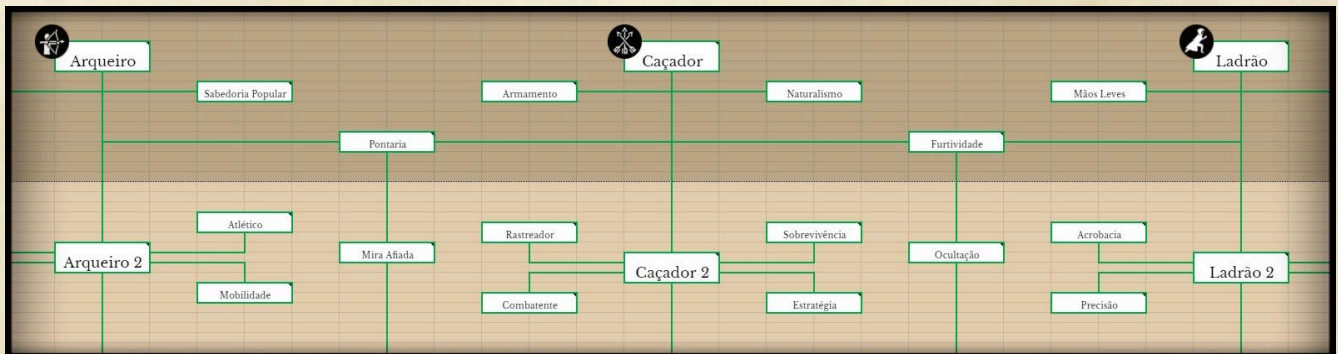 Arqueiro
Caçador
Ladrão
Sabedoria Popular
Armamento
Naturalismo
Mãos Leves
Pontaria
Furtividade
Atlético
Rastreador
Sobrevivência
Acrobacia
Arqueiro 2
Mira Afiada
Caçador 2
Ocultação
Ladrão 2
Mobilidade
Combatente
Estratégia
Precisão